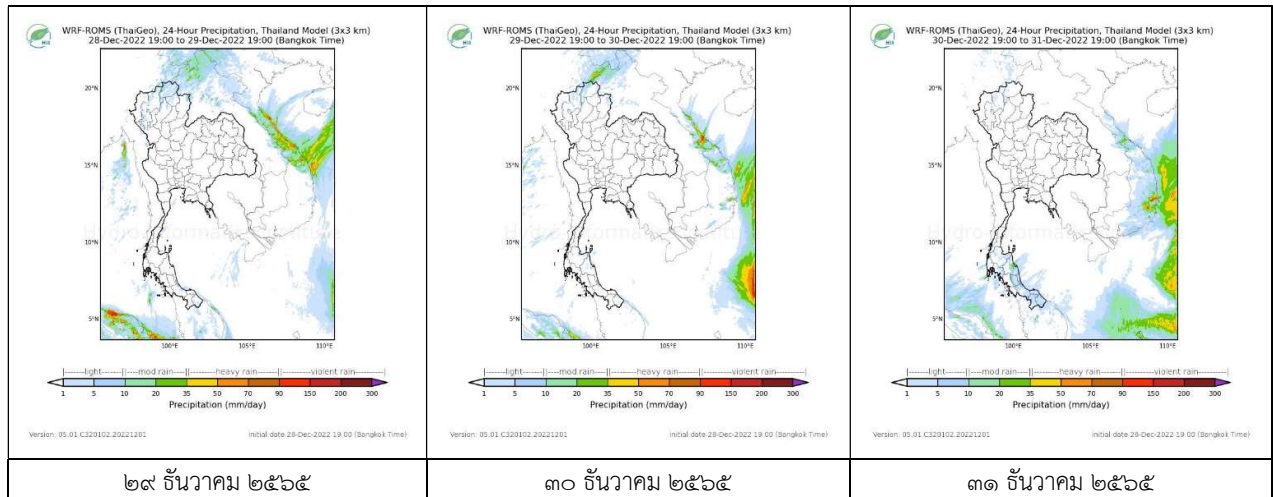 WRF-ROMS (ThaiGeo), 24-Hour Precipitation, Thailand Model (3x3 km)
28-Dec-2022 19:00 to 29-Dec-2022 19:00 (Bangkok Time)
20°N
15°N
10°N
5°N
100°E 105°E 110°E
|--------light-------||----mod rain----||---------heavy rain--------||----------violent rain---------|
1 5 10 20 35 50 70 90 150 200 300
Precipitation (mm/day)
Version: 05.01.C320102.20221201 initial date 28-Dec-2022 19:00 (Bangkok Time)
๒๙ ธันวาคม ๒๕๖๕
WRF-ROMS (ThaiGeo), 24-Hour Precipitation, Thailand Model (3x3 km)
29-Dec-2022 19:00 to 30-Dec-2022 19:00 (Bangkok Time)
20°N
15°N
10°N
5°N
100°E 105°E 110°E
|--------light-------||----mod rain----||---------heavy rain--------||----------violent rain---------|
1 5 10 20 35 50 70 90 150 200 300
Precipitation (mm/day)
Version: 05.01.C320102.20221201 initial date 28-Dec-2022 19:00 (Bangkok Time)
๓๐ ธันวาคม ๒๕๖๕
WRF-ROMS (ThaiGeo), 24-Hour Precipitation, Thailand Model (3x3 km)
30-Dec-2022 19:00 to 31-Dec-2022 19:00 (Bangkok Time)
20°N
15°N
10°N
5°N
100°E 105°E 110°E
|--------light-------||----mod rain----||---------heavy rain--------||----------violent rain---------|
1 5 10 20 35 50 70 90 150 200 300
Precipitation (mm/day)
Version: 05.01.C320102.20221201 initial date 28-Dec-2022 19:00 (Bangkok Time)
๓๑ ธันวาคม ๒๕๖๕